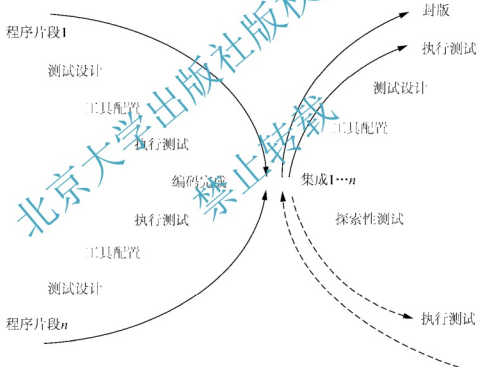 封版
程序片段1
执行测试
测试设计
测试设计
工具配置
工具配置
执行测试
编码完成
集成1…n
执行测试
探索性测试
工具配置
测试设计
程序片段n
执行测试
北京大学出版社版权
禁止转载